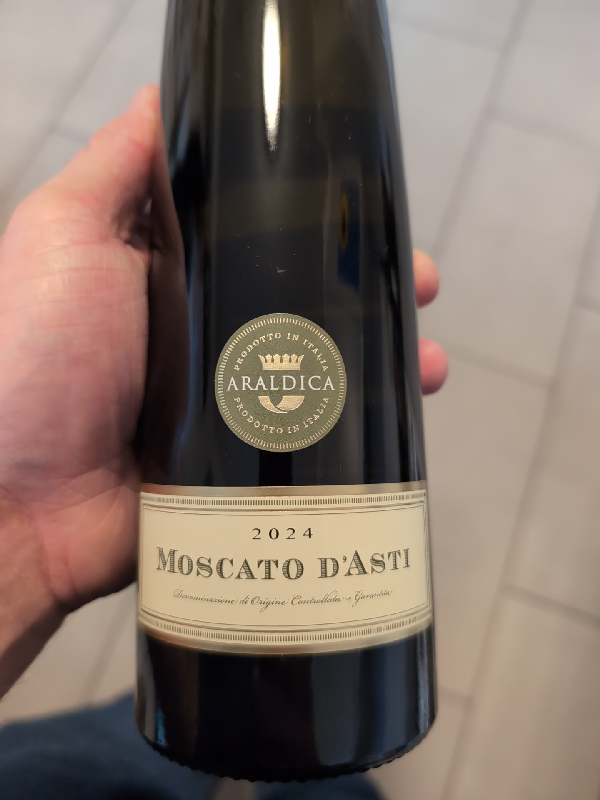 PRODOTTO IN ITALIA
ARALDICA
PRODOTTO IN ITALIA
2024
MOSCATO D'ASTI
Denominazione di Origine Controllata e Garantita